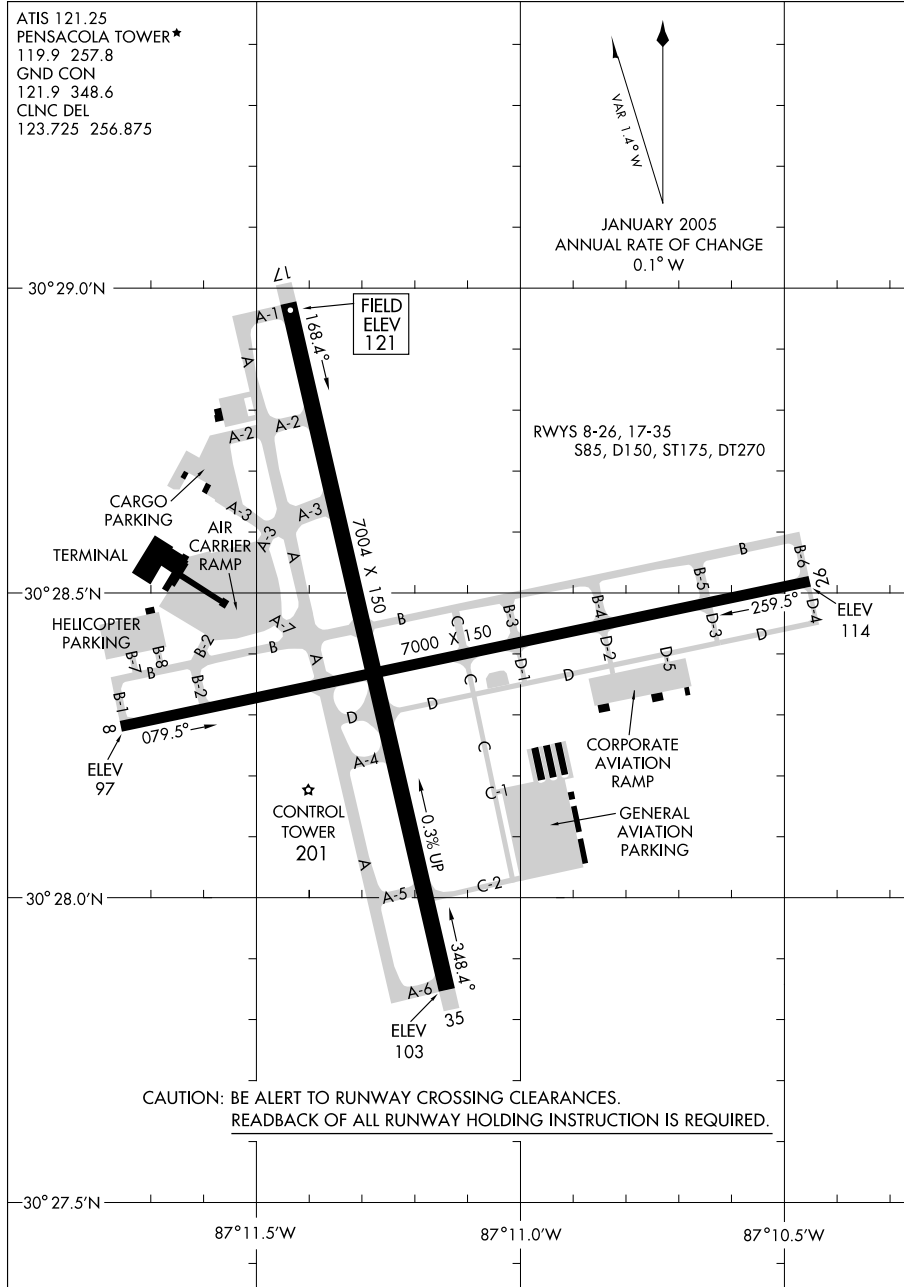 ATIS 121.25
PENSACOLA TOWER★
119.9 257.8
GND CON
121.9 348.6
CLNC DEL
123.725 256.875
VAR 1.4° W
JANUARY 2005
ANNUAL RATE OF CHANGE
0.1° W
17
30° 29.0'N
A-1
FIELD
ELEV
121
168.4°
A
A-2
A-2
RWYS 8-26, 17-35
S85, D150, ST175, DT270
CARGO
PARKING
A-3
A-3
A-3
AIR
CARRIER
RAMP
TERMINAL
A
7004 X 150
B
B-6
26
B-5
30° 28.5'N
259.5°
D-4
ELEV
114
HELICOPTER
PARKING
A-7
B
C
B-3
B-4
D-3
D
B-7
B-8
B-2
B
A
7000 X 150
D-2
D-5
D-1
B
B-2
B-1
C
D
D
D
8
079.5°
ELEV
97
A-4
C
CORPORATE
AVIATION
RAMP
CONTROL
TOWER
201
C-1
0.3% UP
GENERAL
AVIATION
PARKING
A
A-5
C-2
30° 28.0'N
348.4°
A-6
35
ELEV
103
CAUTION: BE ALERT TO RUNWAY CROSSING CLEARANCES.
READBACK OF ALL RUNWAY HOLDING INSTRUCTION IS REQUIRED.
30° 27.5'N
87°11.5'W
87°11.0'W
87°10.5'W